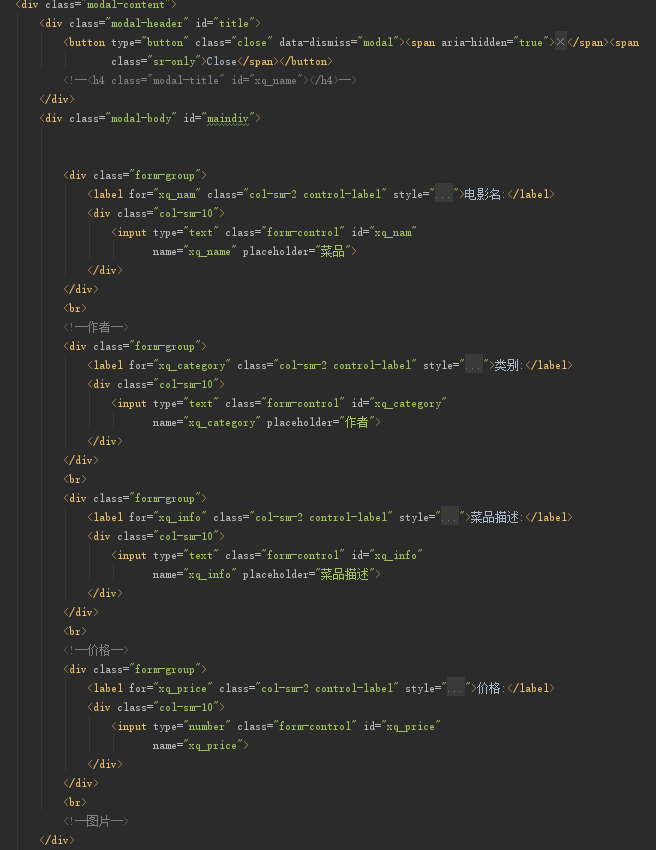 <div class="modal-content">
<div class="modal-header" id="title">
<button type="button" class="close" data-dismiss="modal"><span aria-hidden="true">×</span><span
class="sr-only">Close</span></button>
<!--<h4 class="modal-title" id="xq_name"></h4>-->
</div>
<div class="modal-body" id="maindiv">
<div class="form-group">
<label for="xq_nam" class="col-sm-2 control-label" style="...">电影名:</label>
<div class="col-sm-10">
<input type="text" class="form-control" id="xq_nam"
name="xq_name" placeholder="菜品">
</div>
</div>
<br>
<!--作者-->
<div class="form-group">
<label for="xq_category" class="col-sm-2 control-label" style="...">类别:</label>
<div class="col-sm-10">
<input type="text" class="form-control" id="xq_category"
name="xq_category" placeholder="作者">
</div>
</div>
<br>
<div class="form-group">
<label for="xq_info" class="col-sm-2 control-label" style="...">菜品描述:</label>
<div class="col-sm-10">
<input type="text" class="form-control" id="xq_info"
name="xq_info" placeholder="菜品描述">
</div>
</div>
<br>
<!--价格-->
<div class="form-group">
<label for="xq_price" class="col-sm-2 control-label" style="...">价格:</label>
<div class="col-sm-10">
<input type="number" class="form-control" id="xq_price"
name="xq_price">
</div>
</div>
<br>
<!--图片-->
</div>